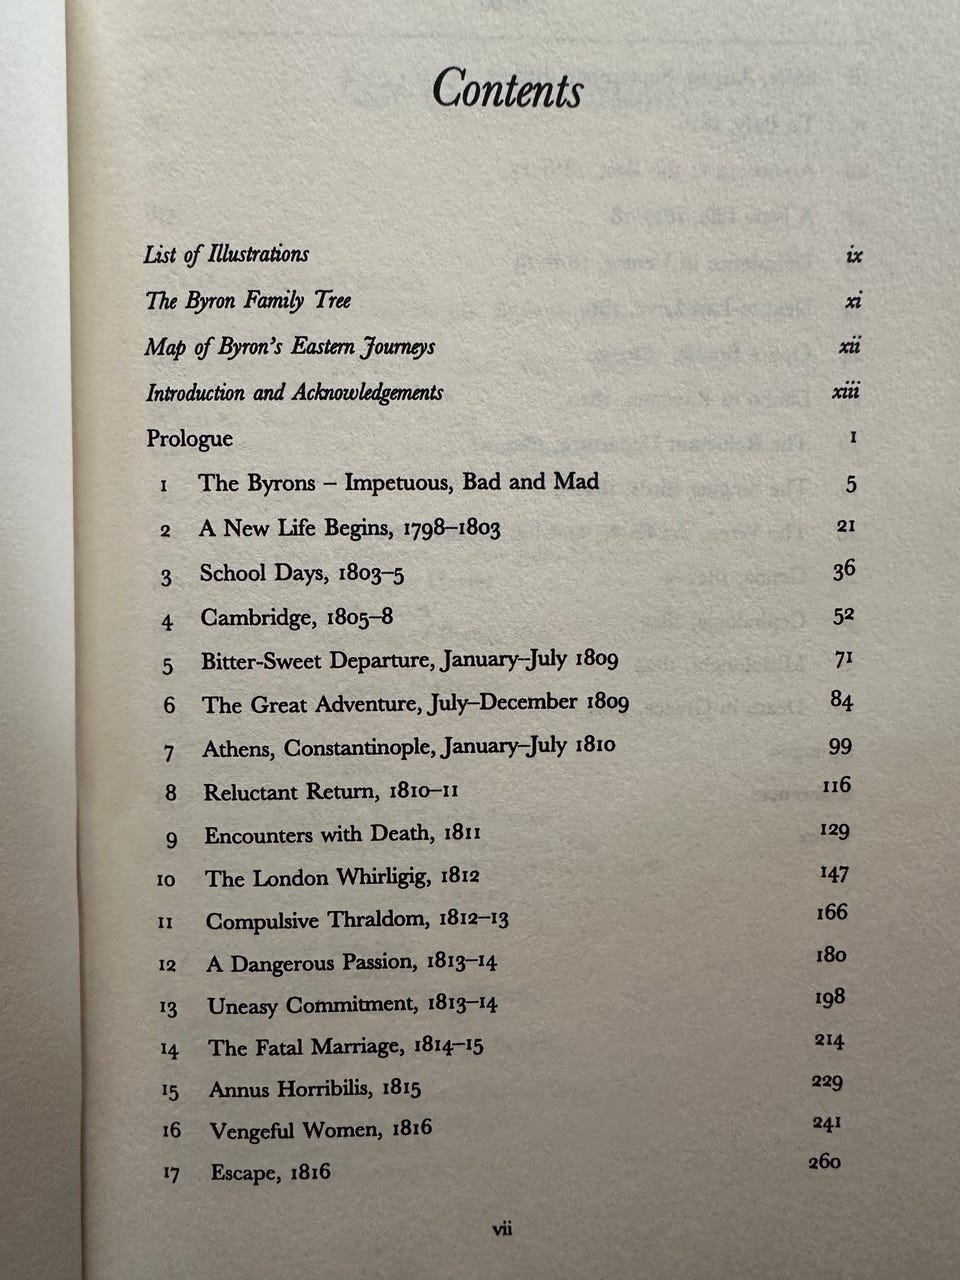 Contents
List of Illustrations ix
The Byron Family Tree xi
Map of Byron's Eastern Journeys xii
Introduction and Acknowledgements xiii
Prologue 1
1 The Byrons – Impetuous, Bad and Mad 5
2 A New Life Begins, 1798–1803 21
3 School Days, 1803–5 36
4 Cambridge, 1805–8 52
5 Bitter-Sweet Departure, January–July 1809 71
6 The Great Adventure, July–December 1809 84
7 Athens, Constantinople, January–July 1810 99
8 Reluctant Return, 1810–11 116
9 Encounters with Death, 1811 129
10 The London Whirligig, 1812 147
11 Compulsive Thraldom, 1812–13 166
12 A Dangerous Passion, 1813–14 180
13 Uneasy Commitment, 1813–14 198
14 The Fatal Marriage, 1814–15 214
15 Annus Horribilis, 1815 229
16 Vengeful Women, 1816 241
17 Escape, 1816 260
vii